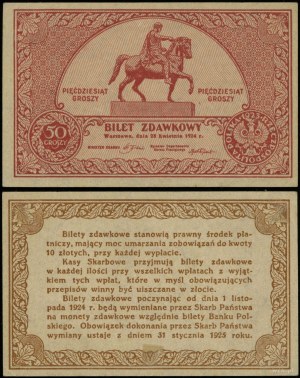 PIĘĆDZIESIĄT
GROSZY
PIĘĆDZIESIĄT
GROSZY
BILET ZDAWKOWY
Warszawa, dnia 28 kwietnia 1924 r.
50
GROSZY
MINISTER SKARBU
Bilety zdawkowe stanowią prawny środek pła-
tniczy, mający moc umarzania zobowiązań do kwoty
10 złotych, przy każdej wypłacie.
Kasy Skarbowe przyjmują bilety zdawkowe
w każdej ilości przy wszelkich wpłatach z wyjąt-
kiem tych wpłat, które w myśl obowiązujących
przepisów winny być uiszczane w złocie.
Bilety zdawkowe poczynając od dnia 1 listo-
pada 1924 r. będą wymieniane przez Skarb Państwa
na monety zdawkowe względnie bilety Banku Pol-
skiego. Obowiązek dokonania przez Skarb Państwa
wymiany ustaje z dniem 31 stycznia 1925 roku.